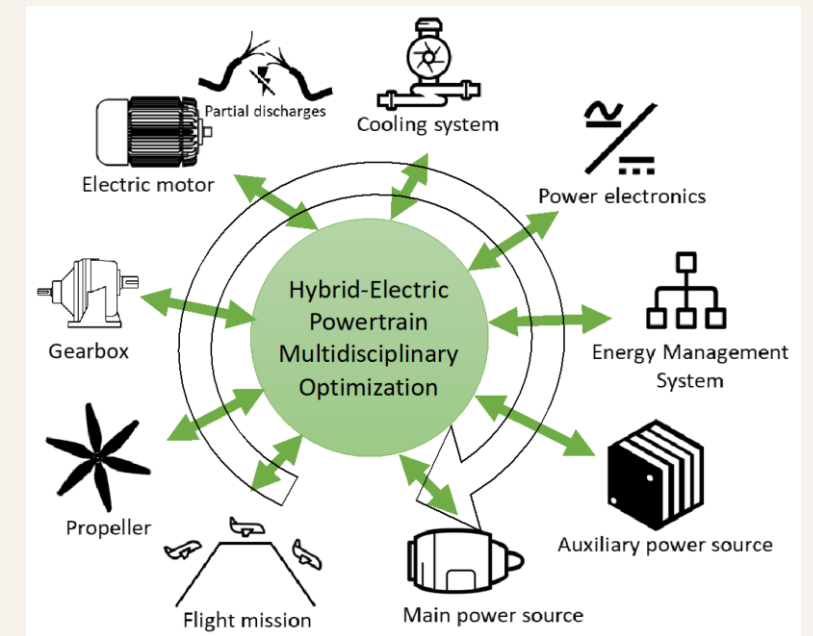 Partial discharges
Cooling system
Electric motor
Power electronics
Hybrid-Electric
Powertrain
Multidisciplinary
Optimization
Gearbox
Energy Management
System
Propeller
Auxiliary power source
Flight mission
Main power source